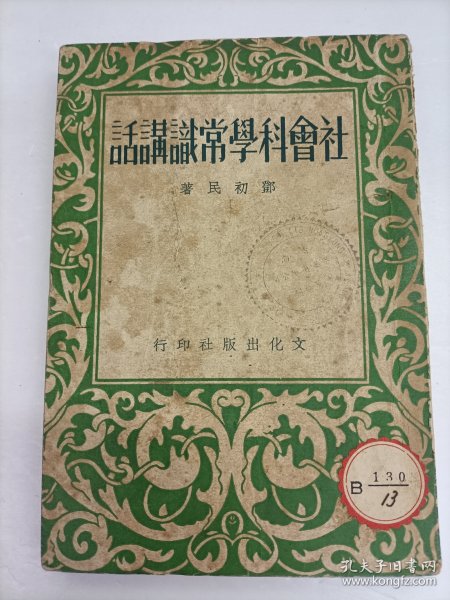 社會科學常識講話
鄧初民著
文化出版社印行
B 130
13
孔夫子旧书网
www.kongfz.com